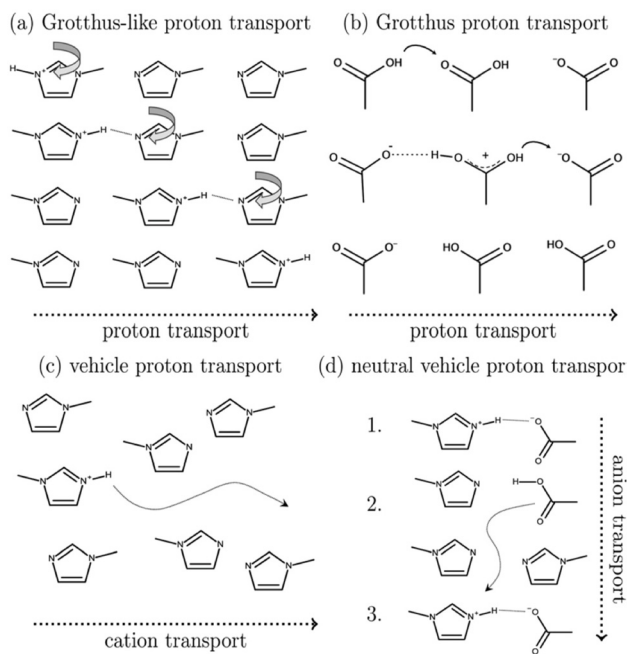 (a) Grotthus-like proton transport
H N⁺ N N N N N
N N⁺ H N N N N
N N N N⁺ H N N
N N N N N N⁺ H
proton transport
(b) Grotthus proton transport
O OH O OH ⁻O O
O O⁻ H O + OH ⁻O O
O O⁻ HO O HO O
proton transport
(c) vehicle proton transport
N N N N
N N
N N⁺ H
N N N N N N
cation transport
(d) neutral vehicle proton transpor
1. N N⁺ H ⁻O O
2. N N H O O
N N N N
3. N N⁺ H ⁻O O
anion transport